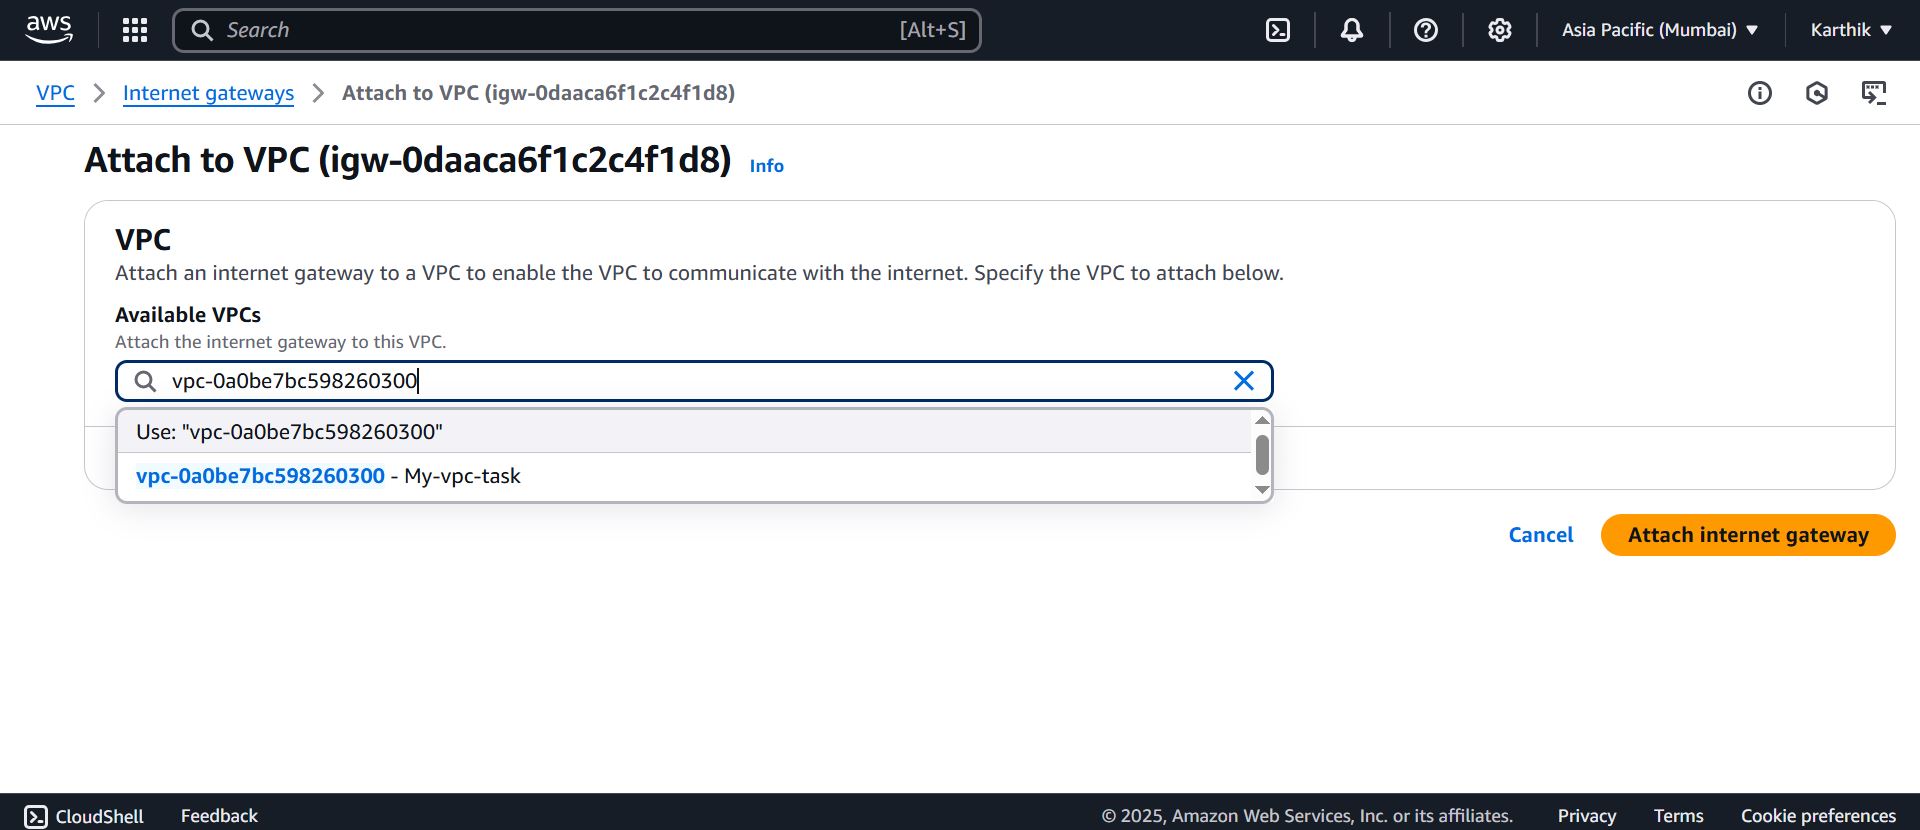 aws Search [Alt+S] Asia Pacific (Mumbai) Karthik
VPC Internet gateways Attach to VPC (igw-0daaca6f1c2c4f1d8)
Attach to VPC (igw-0daaca6f1c2c4f1d8) Info
VPC
Attach an internet gateway to a VPC to enable the VPC to communicate with the internet. Specify the VPC to attach below.
Available VPCs
Attach the internet gateway to this VPC.
vpc-0a0be7bc598260300
Use: "vpc-0a0be7bc598260300"
vpc-0a0be7bc598260300 - My-vpc-task
Cancel Attach internet gateway
CloudShell Feedback © 2025, Amazon Web Services, Inc. or its affiliates. Privacy Terms Cookie preferences